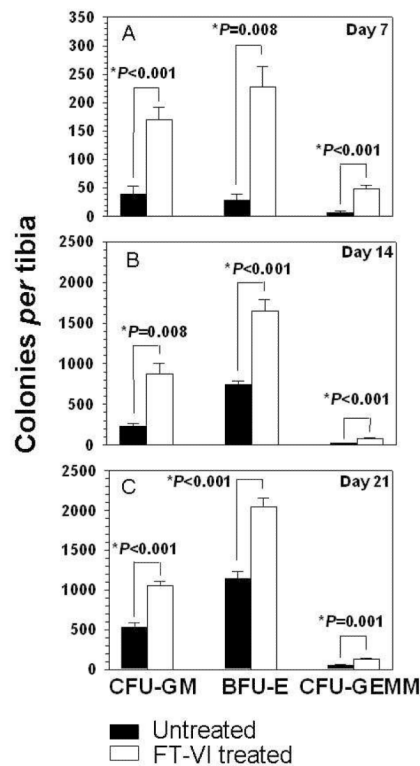 A
Day 7
350
300
250
200
150
100
50
0
*P<0.001
*P=0.008
*P<0.001
B
Day 14
2500
2000
1500
1000
500
0
*P=0.008
*P<0.001
*P<0.001
C
Day 21
2500
2000
1500
1000
500
0
*P<0.001
*P<0.001
*P=0.001
Colonies per tibia
CFU-GM BFU-E CFU-GEMM
Untreated
FT-VI treated